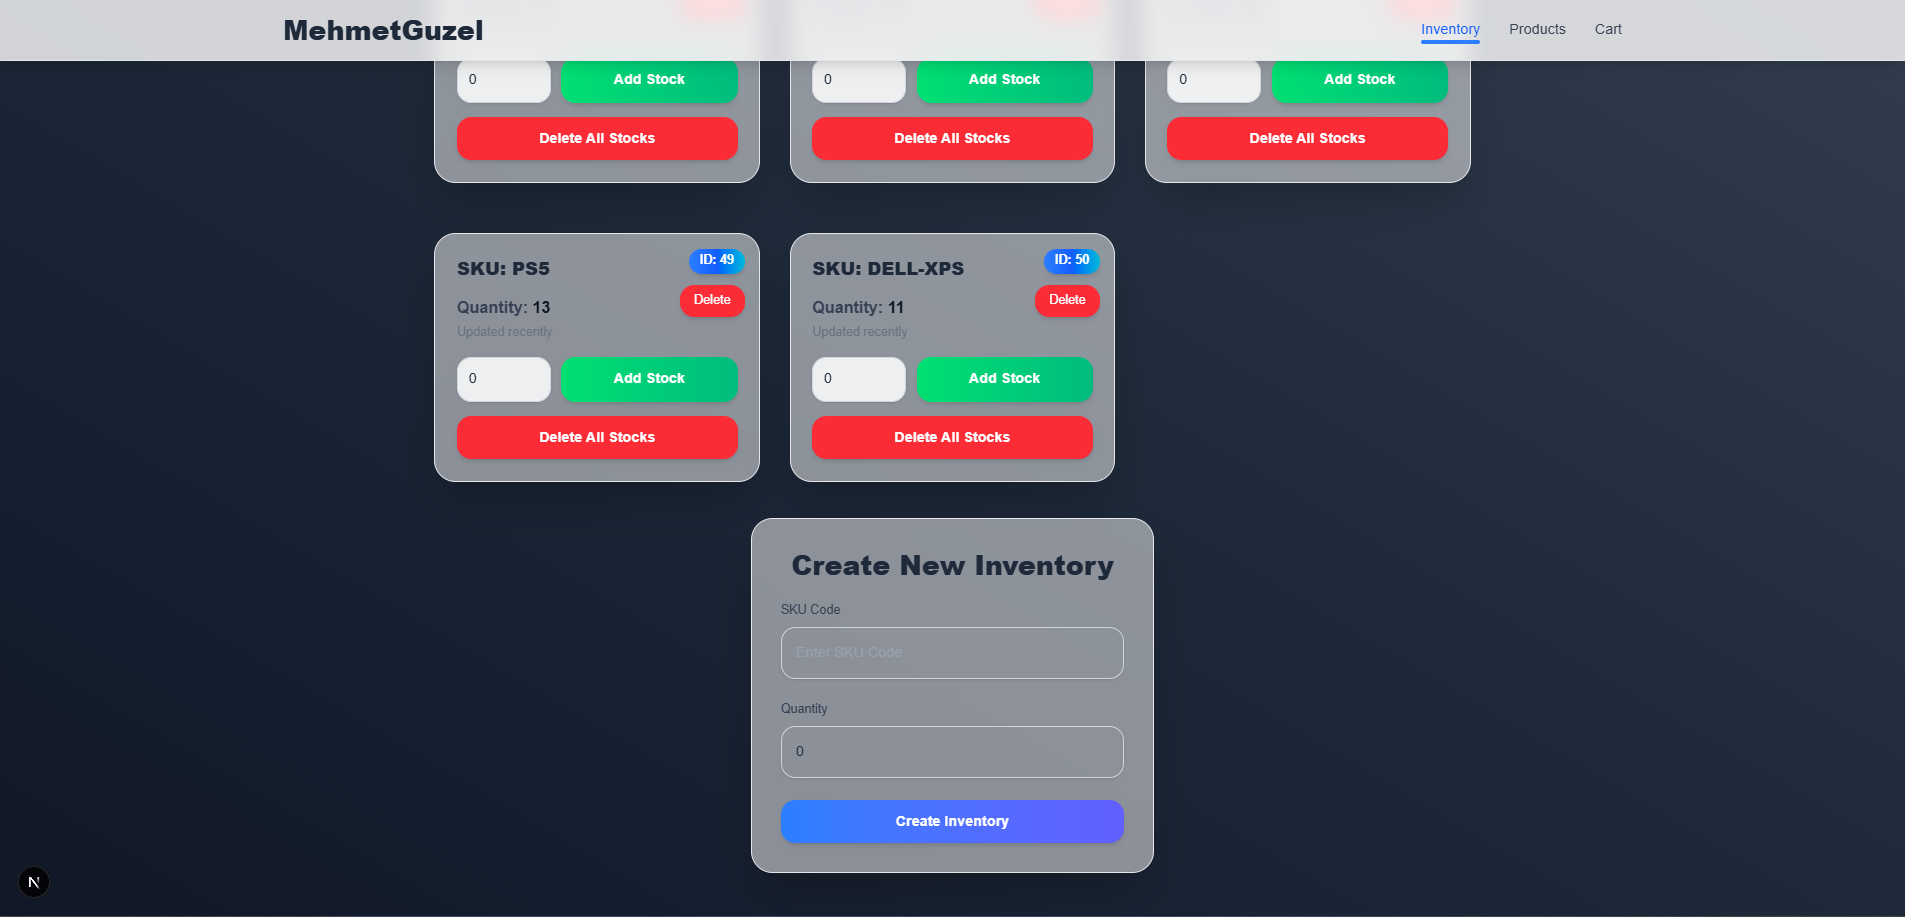 MehmetGuzel
Inventory Products Cart
0 Add Stock 0 Add Stock 0 Add Stock
Delete All Stocks Delete All Stocks Delete All Stocks
SKU: PS5 ID: 49
Quantity: 13 Delete
Updated recently
0 Add Stock
Delete All Stocks
SKU: DELL-XPS ID: 50
Quantity: 11 Delete
Updated recently
0 Add Stock
Delete All Stocks
Create New Inventory
SKU Code
Enter SKU Code
Quantity
0
Create Inventory
N